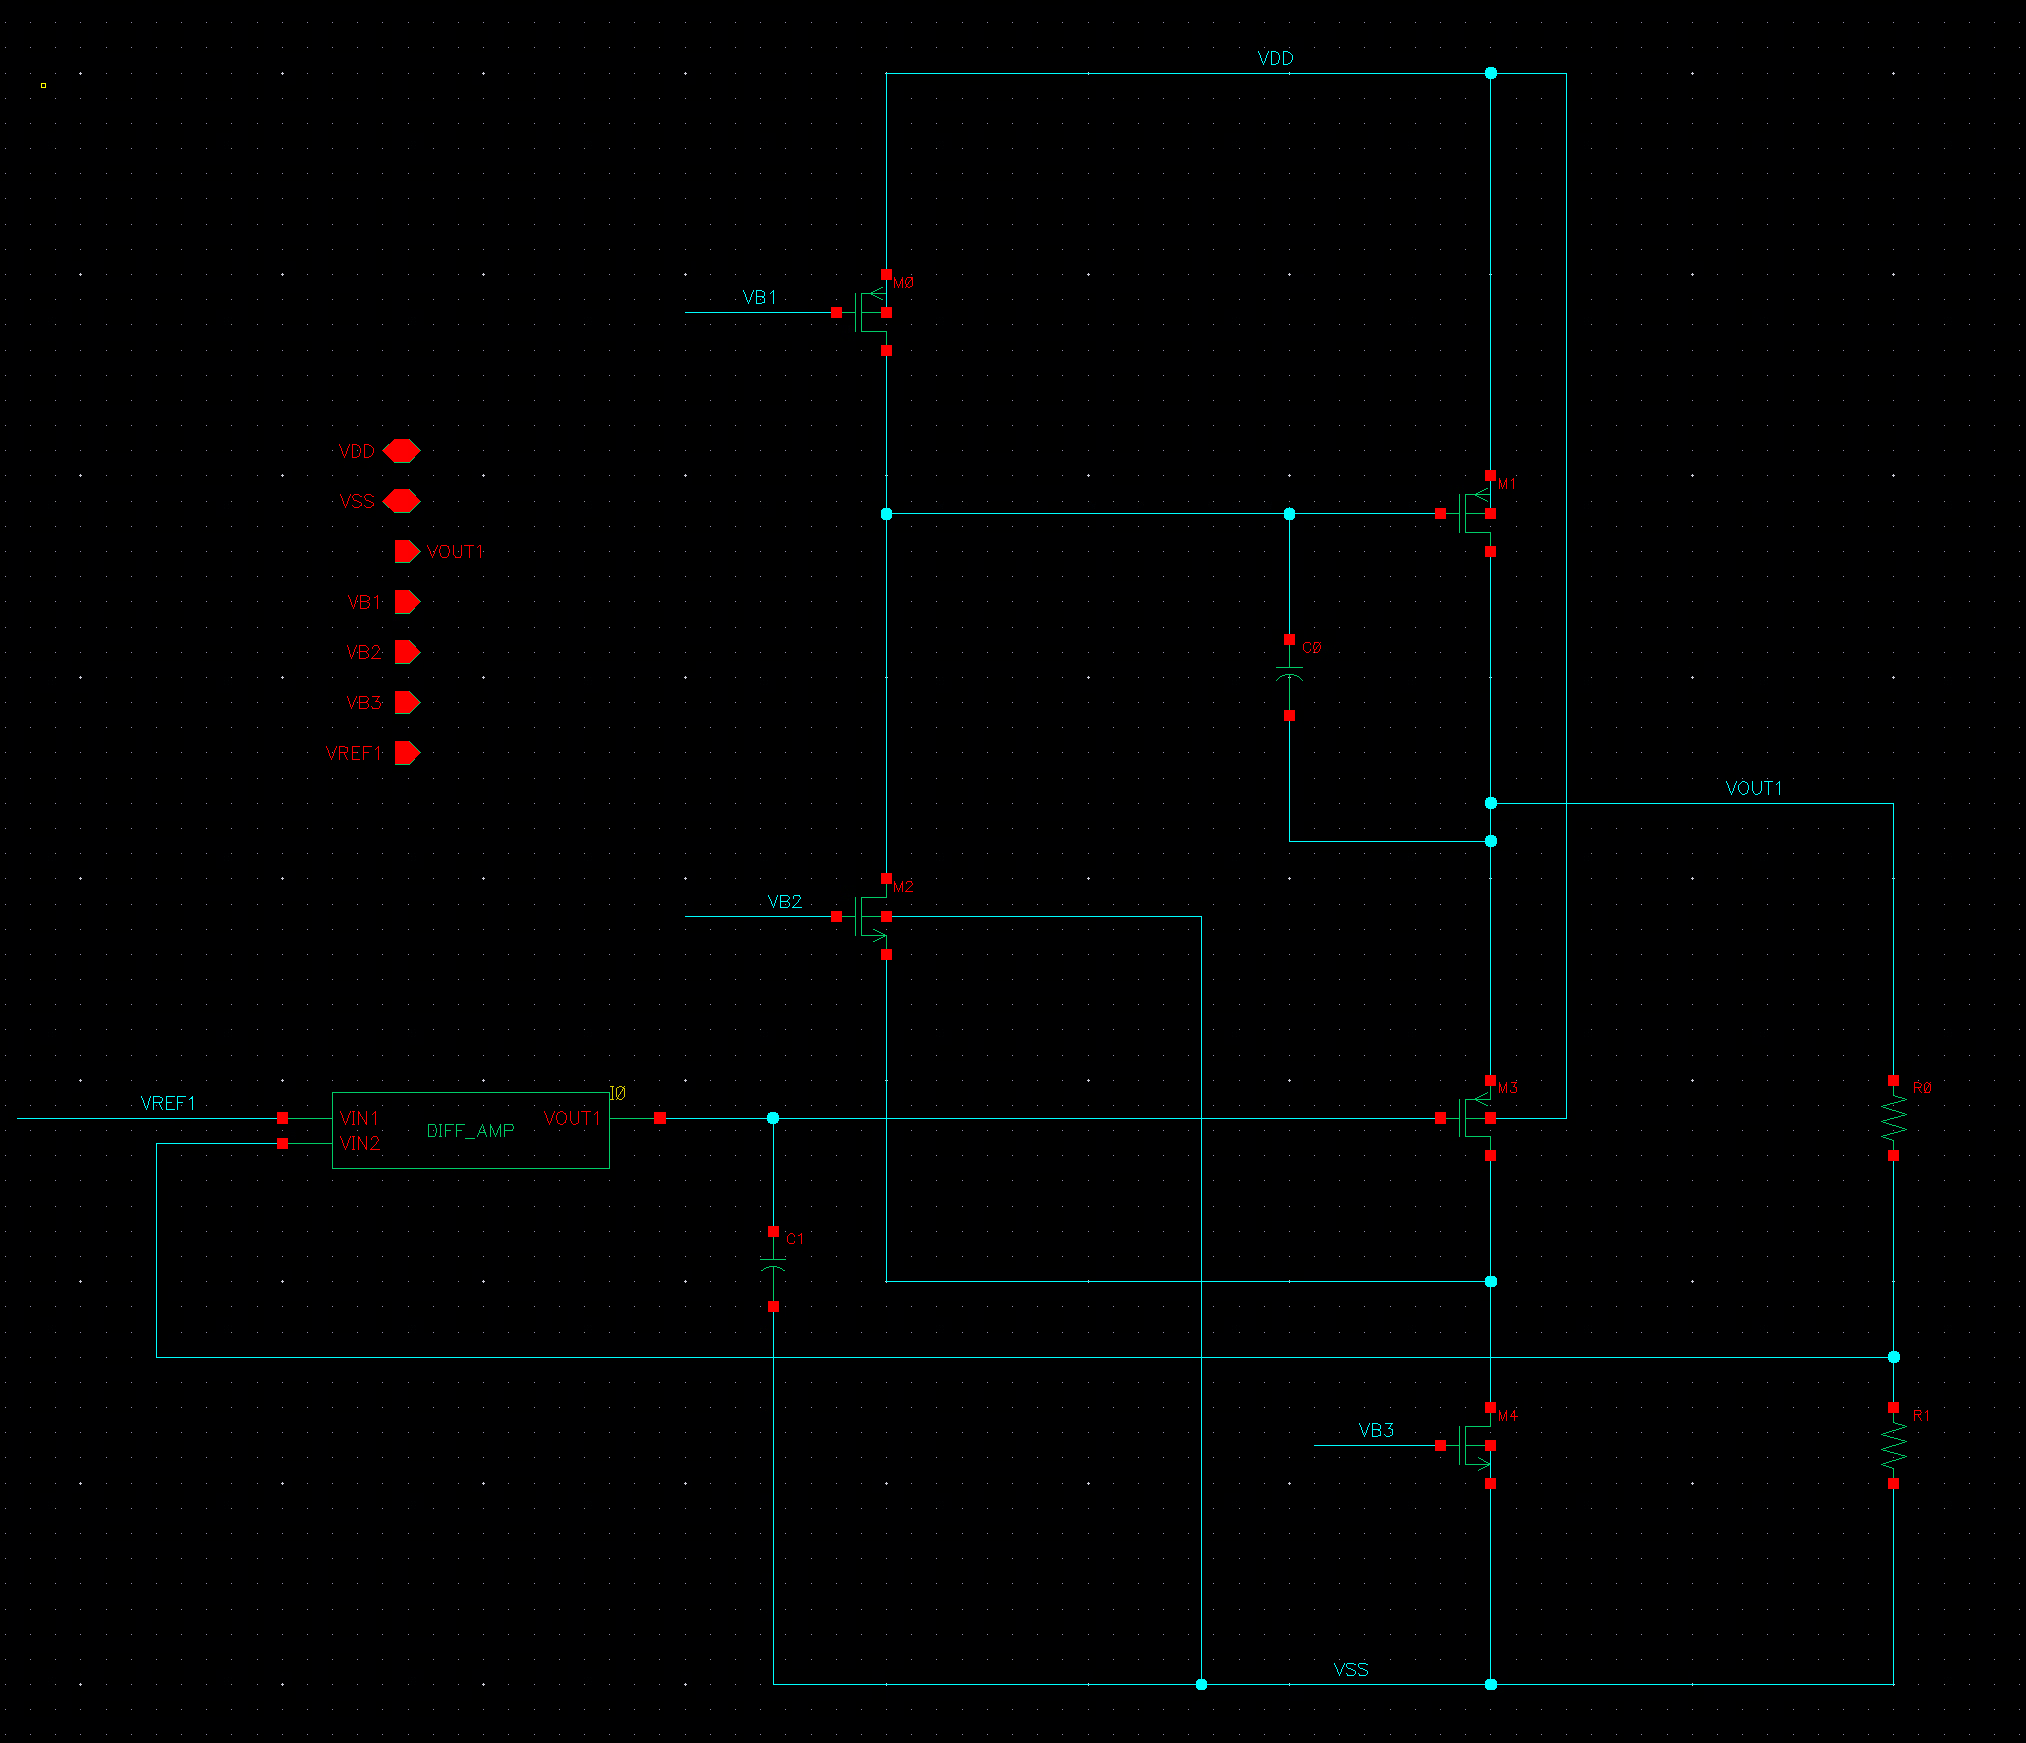 VDD
M0
VB1
VDD
M1
VSS
VOUT1
VB1
VB2
C0
VB3
VREF1
VOUT1
M2
VB2
I0
M3
R0
VREF1
VIN1
VOUT1
DIFF_AMP
VIN2
C1
M4
R1
VB3
VSS